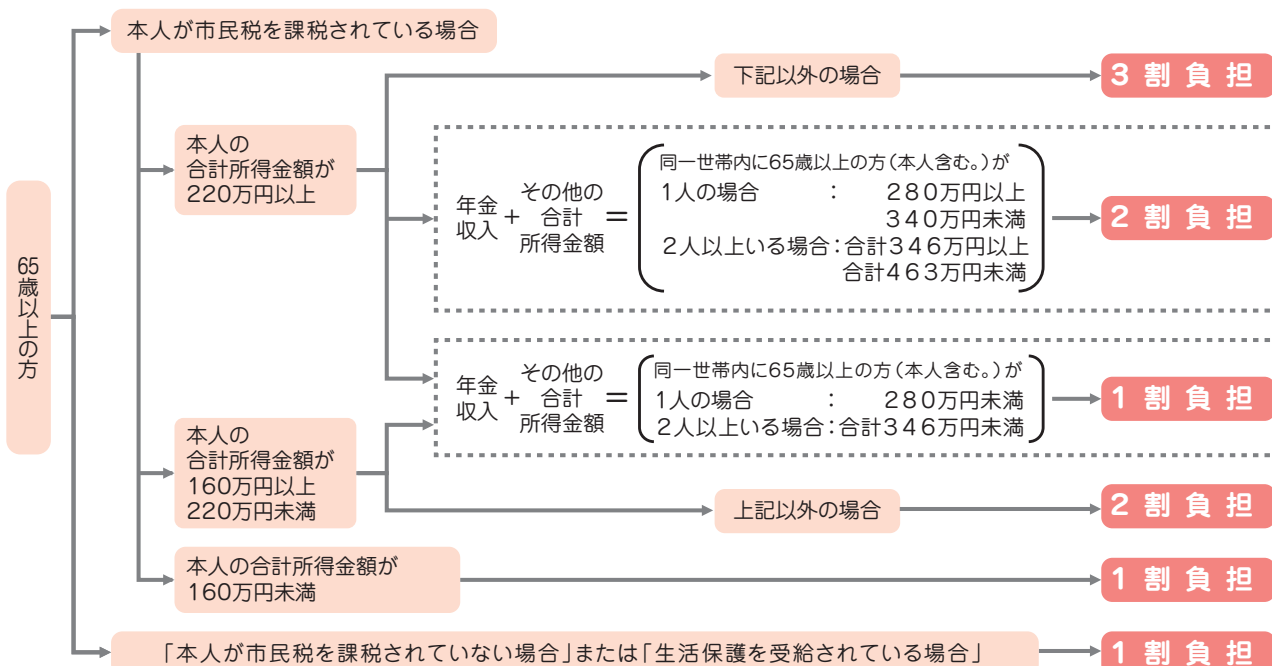 65歳以上の方
本人が市民税を課税されている場合
下記以外の場合
3割負担
本人の
合計所得金額が
220万円以上
年金
収入
+
その他の
合計
所得金額
=
同一世帯内に65歳以上の方(本人含む。)が
1人の場合 : 280万円以上
340万円未満
2人以上いる場合:合計346万円以上
合計463万円未満
2割負担
年金
収入
+
その他の
合計
所得金額
=
同一世帯内に65歳以上の方(本人含む。)が
1人の場合 : 280万円未満
2人以上いる場合:合計346万円未満
1割負担
本人の
合計所得金額が
160万円以上
220万円未満
上記以外の場合
2割負担
本人の合計所得金額が
160万円未満
1割負担
「本人が市民税を課税されていない場合」または「生活保護を受給されている場合」
1割負担